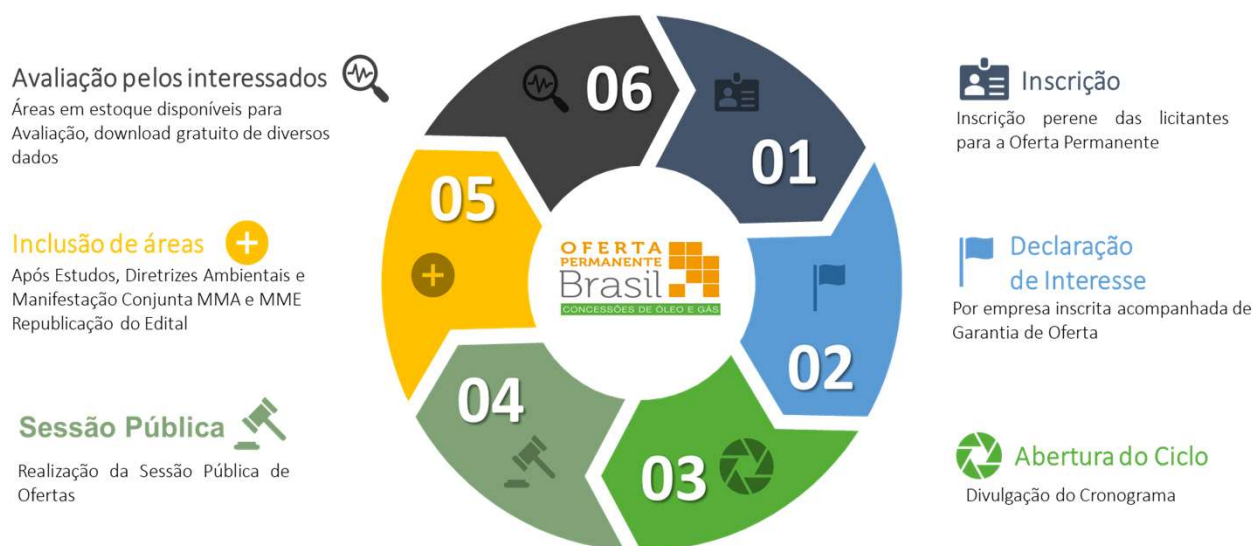 Avaliação pelos interessados
Áreas em estoque disponíveis para
Avaliação, download gratuito de diversos
dados
Inclusão de áreas
Após Estudos, Diretrizes Ambientais e
Manifestação Conjunta MMA e MME
Republicação do Edital
Sessão Pública
Realização da Sessão Pública de
Ofertas
06
01
05
02
04
03
OFERTA
PERMANENTE
Brasil
CONCESSÕES DE ÓLEO E GÁS
Inscrição
Inscrição perene das licitantes
para a Oferta Permanente
Declaração
de Interesse
Por empresa inscrita acompanhada de
Garantia de Oferta
Abertura do Ciclo
Divulgação do Cronograma